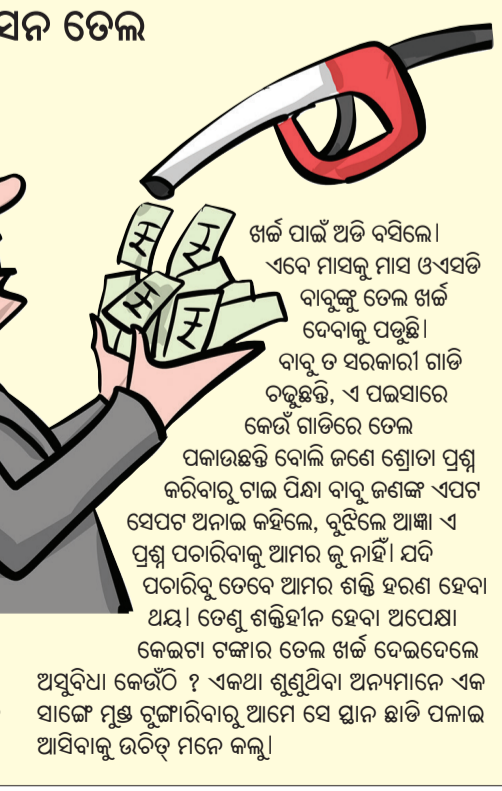 ସନ ତେଲ
ଖର୍ଚ୍ଚ ପାଇଁ ଅଡି ବସିଲେ।
ଏବେ ମାସକୁ ମାସ ଓଏସଡି
ବାବୁଙ୍କୁ ତେଲ ଖର୍ଚ୍ଚ
ଦେବାକୁ ପଡୁଛି।
ବାବୁ ତ ସରକାରୀ ଗାଡି
ଚଢୁଛନ୍ତି, ଏ ପଇସାରେ
କେଉଁ ଗାଡିରେ ତେଲ
ପକାଉଛନ୍ତି ବୋଲି ଜଣେ ଶ୍ରୋତା ପ୍ରଶ୍ନ
କରିବାରୁ ଟାଇ ପିନ୍ଧା ବାବୁ ଜଣଙ୍କ ଏପଟ
ସେପଟ ଅନାଇ କହିଲେ, ବୁଝିଲେ ଆଜ୍ଞା ଏ
ପ୍ରଶ୍ନ ପଚାରିବାକୁ ଆମର ଜୁ ନାହିଁ। ଯଦି
ପଚାରିବୁ ତେବେ ଆମର ଶକ୍ତି ହରଣ ହେବା
ଥୟ। ତେଣୁ ଶକ୍ତିହୀନ ହେବା ଅପେକ୍ଷା
କେଇଟା ଟଙ୍କାର ତେଲ ଖର୍ଚ୍ଚ ଦେଇଦେଲେ
ଅସୁବିଧା କେଉଁଠି ? ଏକଥା ଶୁଣୁଥିବା ଅନ୍ୟମାନେ ଏକ
ସାଙ୍ଗେ ମୁଣ୍ଡ ଟୁଙ୍ଗାରିବାରୁ ଆମେ ସେ ସ୍ଥାନ ଛାଡି ପଳାଇ
ଆସିବାକୁ ଉଚିତ୍ ମନେ କଲୁ।